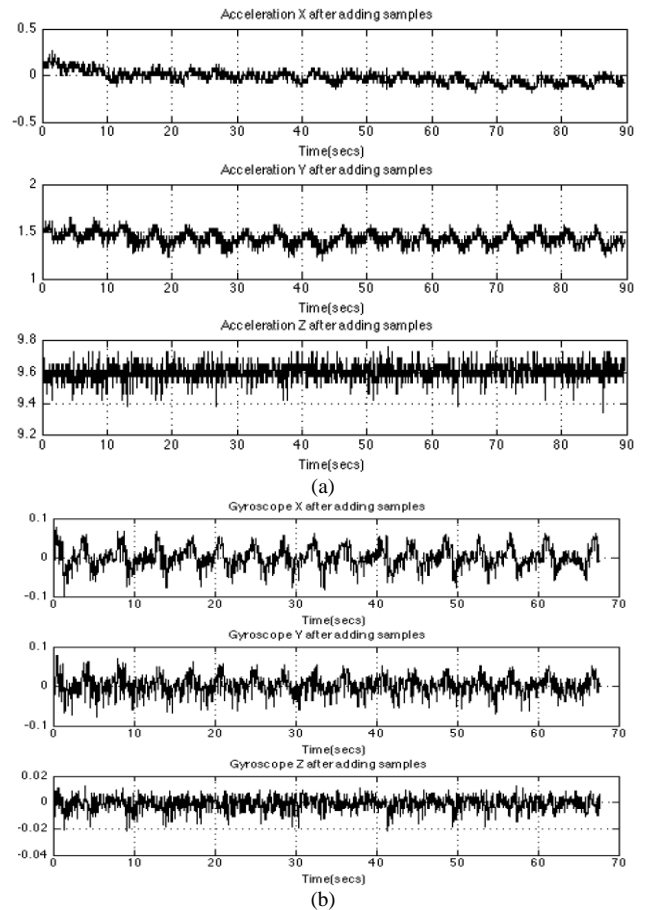 Acceleration X after adding samples
0.5
0
-0.5
0 10 20 30 40 50 60 70 80 90
Time(secs)
Acceleration Y after adding samples
2
1.5
1
0 10 20 30 40 50 60 70 80 90
Time(secs)
Acceleration Z after adding samples
9.8
9.6
9.4
9.2
0 10 20 30 40 50 60 70 80 90
Time(secs)
(a)
Gyroscope X after adding samples
0.1
0
-0.1
0 10 20 30 40 50 60 70
Time(secs)
Gyroscope Y after adding samples
0.1
0
-0.1
0 10 20 30 40 50 60 70
Time(secs)
Gyroscope Z after adding samples
0.02
0
-0.02
-0.04
0 10 20 30 40 50 60 70
Time(secs)
(b)